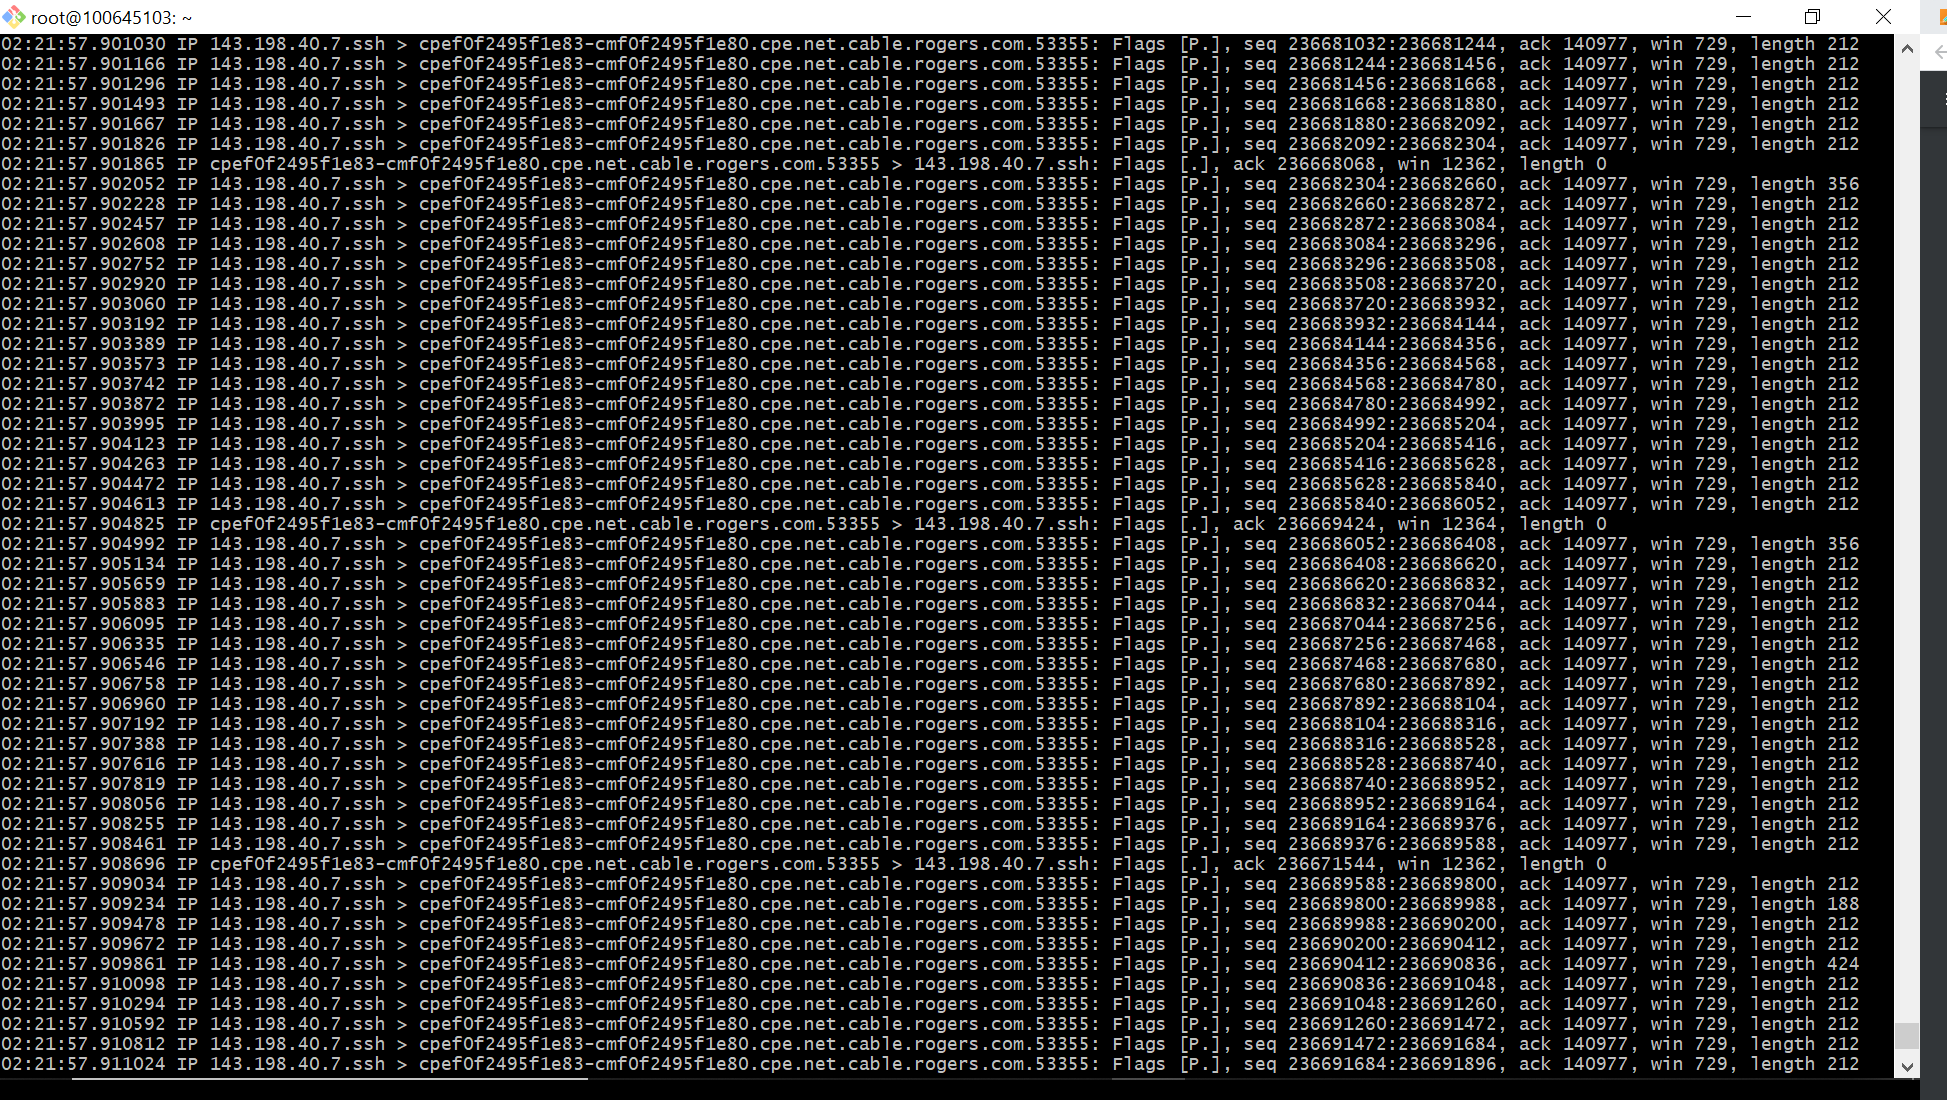 root@100645103: ~
02:21:57.901030 IP 143.198.40.7.ssh > cpef0f2495f1e83-cmf0f2495f1e80.cpe.net.cable.rogers.com.53355: Flags [P.], seq 236681032:236681244, ack 140977, win 729, length 212
02:21:57.901166 IP 143.198.40.7.ssh > cpef0f2495f1e83-cmf0f2495f1e80.cpe.net.cable.rogers.com.53355: Flags [P.], seq 236681244:236681456, ack 140977, win 729, length 212
02:21:57.901296 IP 143.198.40.7.ssh > cpef0f2495f1e83-cmf0f2495f1e80.cpe.net.cable.rogers.com.53355: Flags [P.], seq 236681456:236681668, ack 140977, win 729, length 212
02:21:57.901493 IP 143.198.40.7.ssh > cpef0f2495f1e83-cmf0f2495f1e80.cpe.net.cable.rogers.com.53355: Flags [P.], seq 236681668:236681880, ack 140977, win 729, length 212
02:21:57.901667 IP 143.198.40.7.ssh > cpef0f2495f1e83-cmf0f2495f1e80.cpe.net.cable.rogers.com.53355: Flags [P.], seq 236681880:236682092, ack 140977, win 729, length 212
02:21:57.901826 IP 143.198.40.7.ssh > cpef0f2495f1e83-cmf0f2495f1e80.cpe.net.cable.rogers.com.53355: Flags [P.], seq 236682092:236682304, ack 140977, win 729, length 212
02:21:57.901865 IP cpef0f2495f1e83-cmf0f2495f1e80.cpe.net.cable.rogers.com.53355 > 143.198.40.7.ssh: Flags [.], ack 236668068, win 12362, length 0
02:21:57.902052 IP 143.198.40.7.ssh > cpef0f2495f1e83-cmf0f2495f1e80.cpe.net.cable.rogers.com.53355: Flags [P.], seq 236682304:236682660, ack 140977, win 729, length 356
02:21:57.902228 IP 143.198.40.7.ssh > cpef0f2495f1e83-cmf0f2495f1e80.cpe.net.cable.rogers.com.53355: Flags [P.], seq 236682660:236682872, ack 140977, win 729, length 212
02:21:57.902457 IP 143.198.40.7.ssh > cpef0f2495f1e83-cmf0f2495f1e80.cpe.net.cable.rogers.com.53355: Flags [P.], seq 236682872:236683084, ack 140977, win 729, length 212
02:21:57.902608 IP 143.198.40.7.ssh > cpef0f2495f1e83-cmf0f2495f1e80.cpe.net.cable.rogers.com.53355: Flags [P.], seq 236683084:236683296, ack 140977, win 729, length 212
02:21:57.902752 IP 143.198.40.7.ssh > cpef0f2495f1e83-cmf0f2495f1e80.cpe.net.cable.rogers.com.53355: Flags [P.], seq 236683296:236683508, ack 140977, win 729, length 212
02:21:57.902920 IP 143.198.40.7.ssh > cpef0f2495f1e83-cmf0f2495f1e80.cpe.net.cable.rogers.com.53355: Flags [P.], seq 236683508:236683720, ack 140977, win 729, length 212
02:21:57.903060 IP 143.198.40.7.ssh > cpef0f2495f1e83-cmf0f2495f1e80.cpe.net.cable.rogers.com.53355: Flags [P.], seq 236683720:236683932, ack 140977, win 729, length 212
02:21:57.903192 IP 143.198.40.7.ssh > cpef0f2495f1e83-cmf0f2495f1e80.cpe.net.cable.rogers.com.53355: Flags [P.], seq 236683932:236684144, ack 140977, win 729, length 212
02:21:57.903389 IP 143.198.40.7.ssh > cpef0f2495f1e83-cmf0f2495f1e80.cpe.net.cable.rogers.com.53355: Flags [P.], seq 236684144:236684356, ack 140977, win 729, length 212
02:21:57.903573 IP 143.198.40.7.ssh > cpef0f2495f1e83-cmf0f2495f1e80.cpe.net.cable.rogers.com.53355: Flags [P.], seq 236684356:236684568, ack 140977, win 729, length 212
02:21:57.903742 IP 143.198.40.7.ssh > cpef0f2495f1e83-cmf0f2495f1e80.cpe.net.cable.rogers.com.53355: Flags [P.], seq 236684568:236684780, ack 140977, win 729, length 212
02:21:57.903872 IP 143.198.40.7.ssh > cpef0f2495f1e83-cmf0f2495f1e80.cpe.net.cable.rogers.com.53355: Flags [P.], seq 236684780:236684992, ack 140977, win 729, length 212
02:21:57.903995 IP 143.198.40.7.ssh > cpef0f2495f1e83-cmf0f2495f1e80.cpe.net.cable.rogers.com.53355: Flags [P.], seq 236684992:236685204, ack 140977, win 729, length 212
02:21:57.904123 IP 143.198.40.7.ssh > cpef0f2495f1e83-cmf0f2495f1e80.cpe.net.cable.rogers.com.53355: Flags [P.], seq 236685204:236685416, ack 140977, win 729, length 212
02:21:57.904263 IP 143.198.40.7.ssh > cpef0f2495f1e83-cmf0f2495f1e80.cpe.net.cable.rogers.com.53355: Flags [P.], seq 236685416:236685628, ack 140977, win 729, length 212
02:21:57.904472 IP 143.198.40.7.ssh > cpef0f2495f1e83-cmf0f2495f1e80.cpe.net.cable.rogers.com.53355: Flags [P.], seq 236685628:236685840, ack 140977, win 729, length 212
02:21:57.904613 IP 143.198.40.7.ssh > cpef0f2495f1e83-cmf0f2495f1e80.cpe.net.cable.rogers.com.53355: Flags [P.], seq 236685840:236686052, ack 140977, win 729, length 212
02:21:57.904825 IP cpef0f2495f1e83-cmf0f2495f1e80.cpe.net.cable.rogers.com.53355 > 143.198.40.7.ssh: Flags [.], ack 236669424, win 12364, length 0
02:21:57.904992 IP 143.198.40.7.ssh > cpef0f2495f1e83-cmf0f2495f1e80.cpe.net.cable.rogers.com.53355: Flags [P.], seq 236686052:236686408, ack 140977, win 729, length 356
02:21:57.905134 IP 143.198.40.7.ssh > cpef0f2495f1e83-cmf0f2495f1e80.cpe.net.cable.rogers.com.53355: Flags [P.], seq 236686408:236686620, ack 140977, win 729, length 212
02:21:57.905659 IP 143.198.40.7.ssh > cpef0f2495f1e83-cmf0f2495f1e80.cpe.net.cable.rogers.com.53355: Flags [P.], seq 236686620:236686832, ack 140977, win 729, length 212
02:21:57.905883 IP 143.198.40.7.ssh > cpef0f2495f1e83-cmf0f2495f1e80.cpe.net.cable.rogers.com.53355: Flags [P.], seq 236686832:236687044, ack 140977, win 729, length 212
02:21:57.906095 IP 143.198.40.7.ssh > cpef0f2495f1e83-cmf0f2495f1e80.cpe.net.cable.rogers.com.53355: Flags [P.], seq 236687044:236687256, ack 140977, win 729, length 212
02:21:57.906335 IP 143.198.40.7.ssh > cpef0f2495f1e83-cmf0f2495f1e80.cpe.net.cable.rogers.com.53355: Flags [P.], seq 236687256:236687468, ack 140977, win 729, length 212
02:21:57.906546 IP 143.198.40.7.ssh > cpef0f2495f1e83-cmf0f2495f1e80.cpe.net.cable.rogers.com.53355: Flags [P.], seq 236687468:236687680, ack 140977, win 729, length 212
02:21:57.906758 IP 143.198.40.7.ssh > cpef0f2495f1e83-cmf0f2495f1e80.cpe.net.cable.rogers.com.53355: Flags [P.], seq 236687680:236687892, ack 140977, win 729, length 212
02:21:57.906960 IP 143.198.40.7.ssh > cpef0f2495f1e83-cmf0f2495f1e80.cpe.net.cable.rogers.com.53355: Flags [P.], seq 236687892:236688104, ack 140977, win 729, length 212
02:21:57.907192 IP 143.198.40.7.ssh > cpef0f2495f1e83-cmf0f2495f1e80.cpe.net.cable.rogers.com.53355: Flags [P.], seq 236688104:236688316, ack 140977, win 729, length 212
02:21:57.907388 IP 143.198.40.7.ssh > cpef0f2495f1e83-cmf0f2495f1e80.cpe.net.cable.rogers.com.53355: Flags [P.], seq 236688316:236688528, ack 140977, win 729, length 212
02:21:57.907616 IP 143.198.40.7.ssh > cpef0f2495f1e83-cmf0f2495f1e80.cpe.net.cable.rogers.com.53355: Flags [P.], seq 236688528:236688740, ack 140977, win 729, length 212
02:21:57.907819 IP 143.198.40.7.ssh > cpef0f2495f1e83-cmf0f2495f1e80.cpe.net.cable.rogers.com.53355: Flags [P.], seq 236688740:236688952, ack 140977, win 729, length 212
02:21:57.908056 IP 143.198.40.7.ssh > cpef0f2495f1e83-cmf0f2495f1e80.cpe.net.cable.rogers.com.53355: Flags [P.], seq 236688952:236689164, ack 140977, win 729, length 212
02:21:57.908255 IP 143.198.40.7.ssh > cpef0f2495f1e83-cmf0f2495f1e80.cpe.net.cable.rogers.com.53355: Flags [P.], seq 236689164:236689376, ack 140977, win 729, length 212
02:21:57.908461 IP 143.198.40.7.ssh > cpef0f2495f1e83-cmf0f2495f1e80.cpe.net.cable.rogers.com.53355: Flags [P.], seq 236689376:236689588, ack 140977, win 729, length 212
02:21:57.908696 IP cpef0f2495f1e83-cmf0f2495f1e80.cpe.net.cable.rogers.com.53355 > 143.198.40.7.ssh: Flags [.], ack 236671544, win 12362, length 0
02:21:57.909034 IP 143.198.40.7.ssh > cpef0f2495f1e83-cmf0f2495f1e80.cpe.net.cable.rogers.com.53355: Flags [P.], seq 236689588:236689800, ack 140977, win 729, length 212
02:21:57.909234 IP 143.198.40.7.ssh > cpef0f2495f1e83-cmf0f2495f1e80.cpe.net.cable.rogers.com.53355: Flags [P.], seq 236689800:236689988, ack 140977, win 729, length 188
02:21:57.909478 IP 143.198.40.7.ssh > cpef0f2495f1e83-cmf0f2495f1e80.cpe.net.cable.rogers.com.53355: Flags [P.], seq 236689988:236690200, ack 140977, win 729, length 212
02:21:57.909672 IP 143.198.40.7.ssh > cpef0f2495f1e83-cmf0f2495f1e80.cpe.net.cable.rogers.com.53355: Flags [P.], seq 236690200:236690412, ack 140977, win 729, length 212
02:21:57.909861 IP 143.198.40.7.ssh > cpef0f2495f1e83-cmf0f2495f1e80.cpe.net.cable.rogers.com.53355: Flags [P.], seq 236690412:236690836, ack 140977, win 729, length 424
02:21:57.910098 IP 143.198.40.7.ssh > cpef0f2495f1e83-cmf0f2495f1e80.cpe.net.cable.rogers.com.53355: Flags [P.], seq 236690836:236691048, ack 140977, win 729, length 212
02:21:57.910294 IP 143.198.40.7.ssh > cpef0f2495f1e83-cmf0f2495f1e80.cpe.net.cable.rogers.com.53355: Flags [P.], seq 236691048:236691260, ack 140977, win 729, length 212
02:21:57.910592 IP 143.198.40.7.ssh > cpef0f2495f1e83-cmf0f2495f1e80.cpe.net.cable.rogers.com.53355: Flags [P.], seq 236691260:236691472, ack 140977, win 729, length 212
02:21:57.910812 IP 143.198.40.7.ssh > cpef0f2495f1e83-cmf0f2495f1e80.cpe.net.cable.rogers.com.53355: Flags [P.], seq 236691472:236691684, ack 140977, win 729, length 212
02:21:57.911024 IP 143.198.40.7.ssh > cpef0f2495f1e83-cmf0f2495f1e80.cpe.net.cable.rogers.com.53355: Flags [P.], seq 236691684:236691896, ack 140977, win 729, length 212